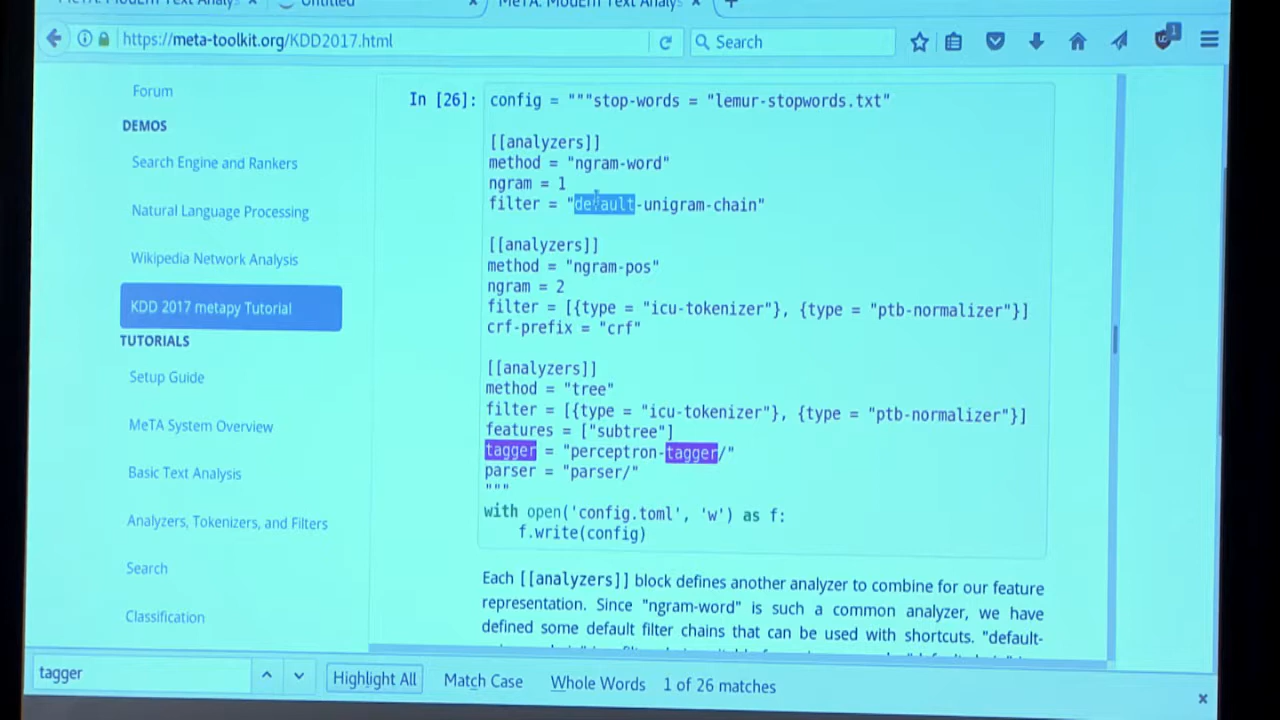 Untitled
https://meta-toolkit.org/KDD2017.html
Search
1
Forum
DEMOS
Search Engine and Rankers
Natural Language Processing
Wikipedia Network Analysis
KDD 2017 metapy Tutorial
TUTORIALS
Setup Guide
MeTA System Overview
Basic Text Analysis
Analyzers, Tokenizers, and Filters
Search
Classification
In [26]:
config = """stop-words = "lemur-stopwords.txt"
[[analyzers]]
method = "ngram-word"
ngram = 1
filter = "default-unigram-chain"
[[analyzers]]
method = "ngram-pos"
ngram = 2
filter = [{type = "icu-tokenizer"}, {type = "ptb-normalizer"}]
crf-prefix = "crf"
[[analyzers]]
method = "tree"
filter = [{type = "icu-tokenizer"}, {type = "ptb-normalizer"}]
features = ["subtree"]
tagger = "perceptron-tagger/"
parser = "parser/"
"""
with open('config.toml', 'w') as f:
f.write(config)
Each [[analyzers]] block defines another analyzer to combine for our feature
representation. Since "ngram-word" is such a common analyzer, we have
defined some default filter chains that can be used with shortcuts. "default-
tagger
Highlight All
Match Case
Whole Words
1 of 26 matches